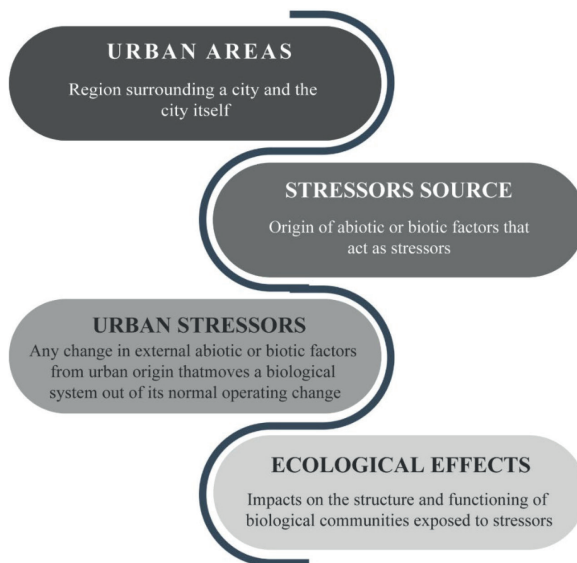 URBAN AREAS
Region surrounding a city and the
city itself
STRESSORS SOURCE
Origin of abiotic or biotic factors that
act as stressors
URBAN STRESSORS
Any change in external abiotic or biotic factors
from urban origin thatmoves a biological
system out of its normal operating change
ECOLOGICAL EFFECTS
Impacts on the structure and functioning of
biological communities exposed to stressors